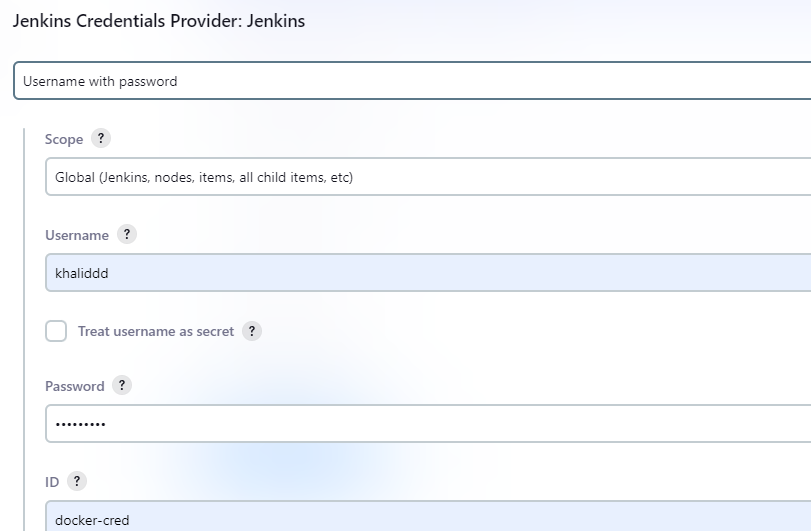 Jenkins Credentials Provider: Jenkins
Username with password
Scope ?
Global (Jenkins, nodes, items, all child items, etc)
Username ?
khaliddd
Treat username as secret ?
Password ?
•••••••••
ID ?
docker-cred